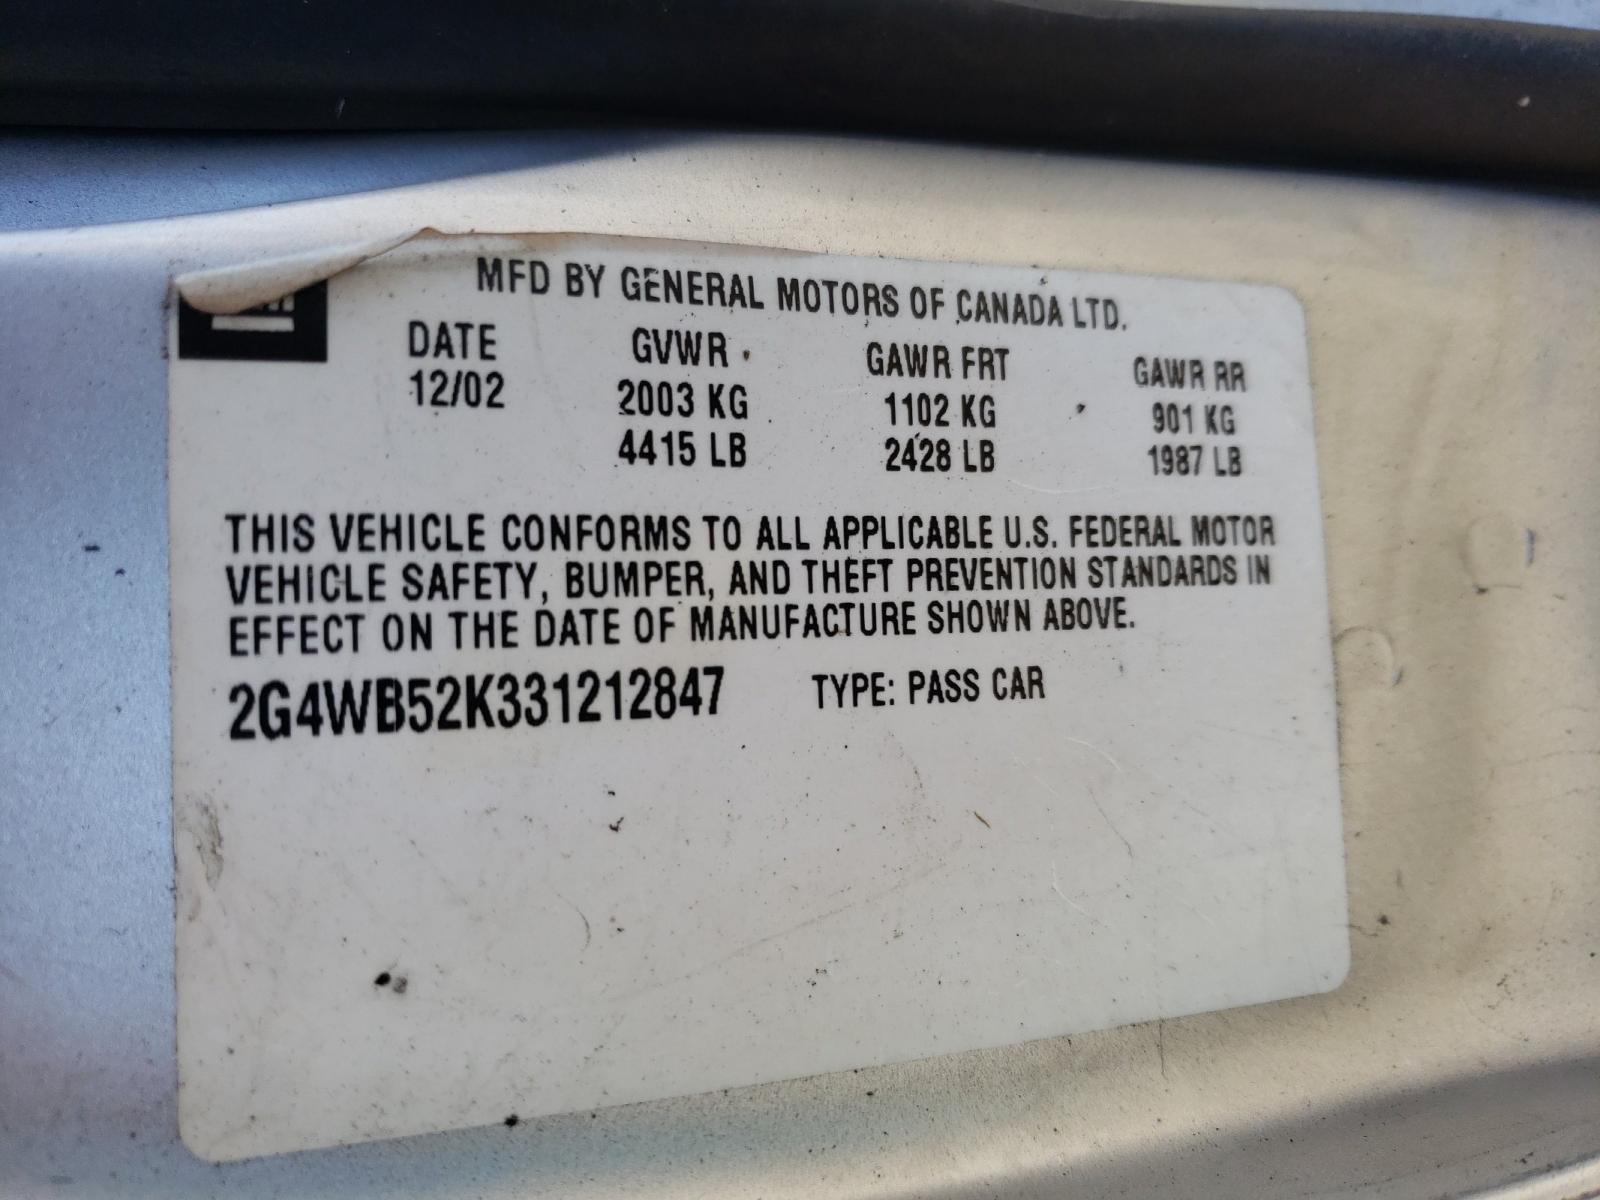 MFD BY GENERAL MOTORS OF CANADA LTD.
DATE GVWR GAWR FRT GAWR RR
12/02 2003 KG 1102 KG 901 KG
4415 LB 2428 LB 1987 LB
THIS VEHICLE CONFORMS TO ALL APPLICABLE U.S. FEDERAL MOTOR
VEHICLE SAFETY, BUMPER, AND THEFT PREVENTION STANDARDS IN
EFFECT ON THE DATE OF MANUFACTURE SHOWN ABOVE.
2G4WB52K331212847 TYPE: PASS CAR